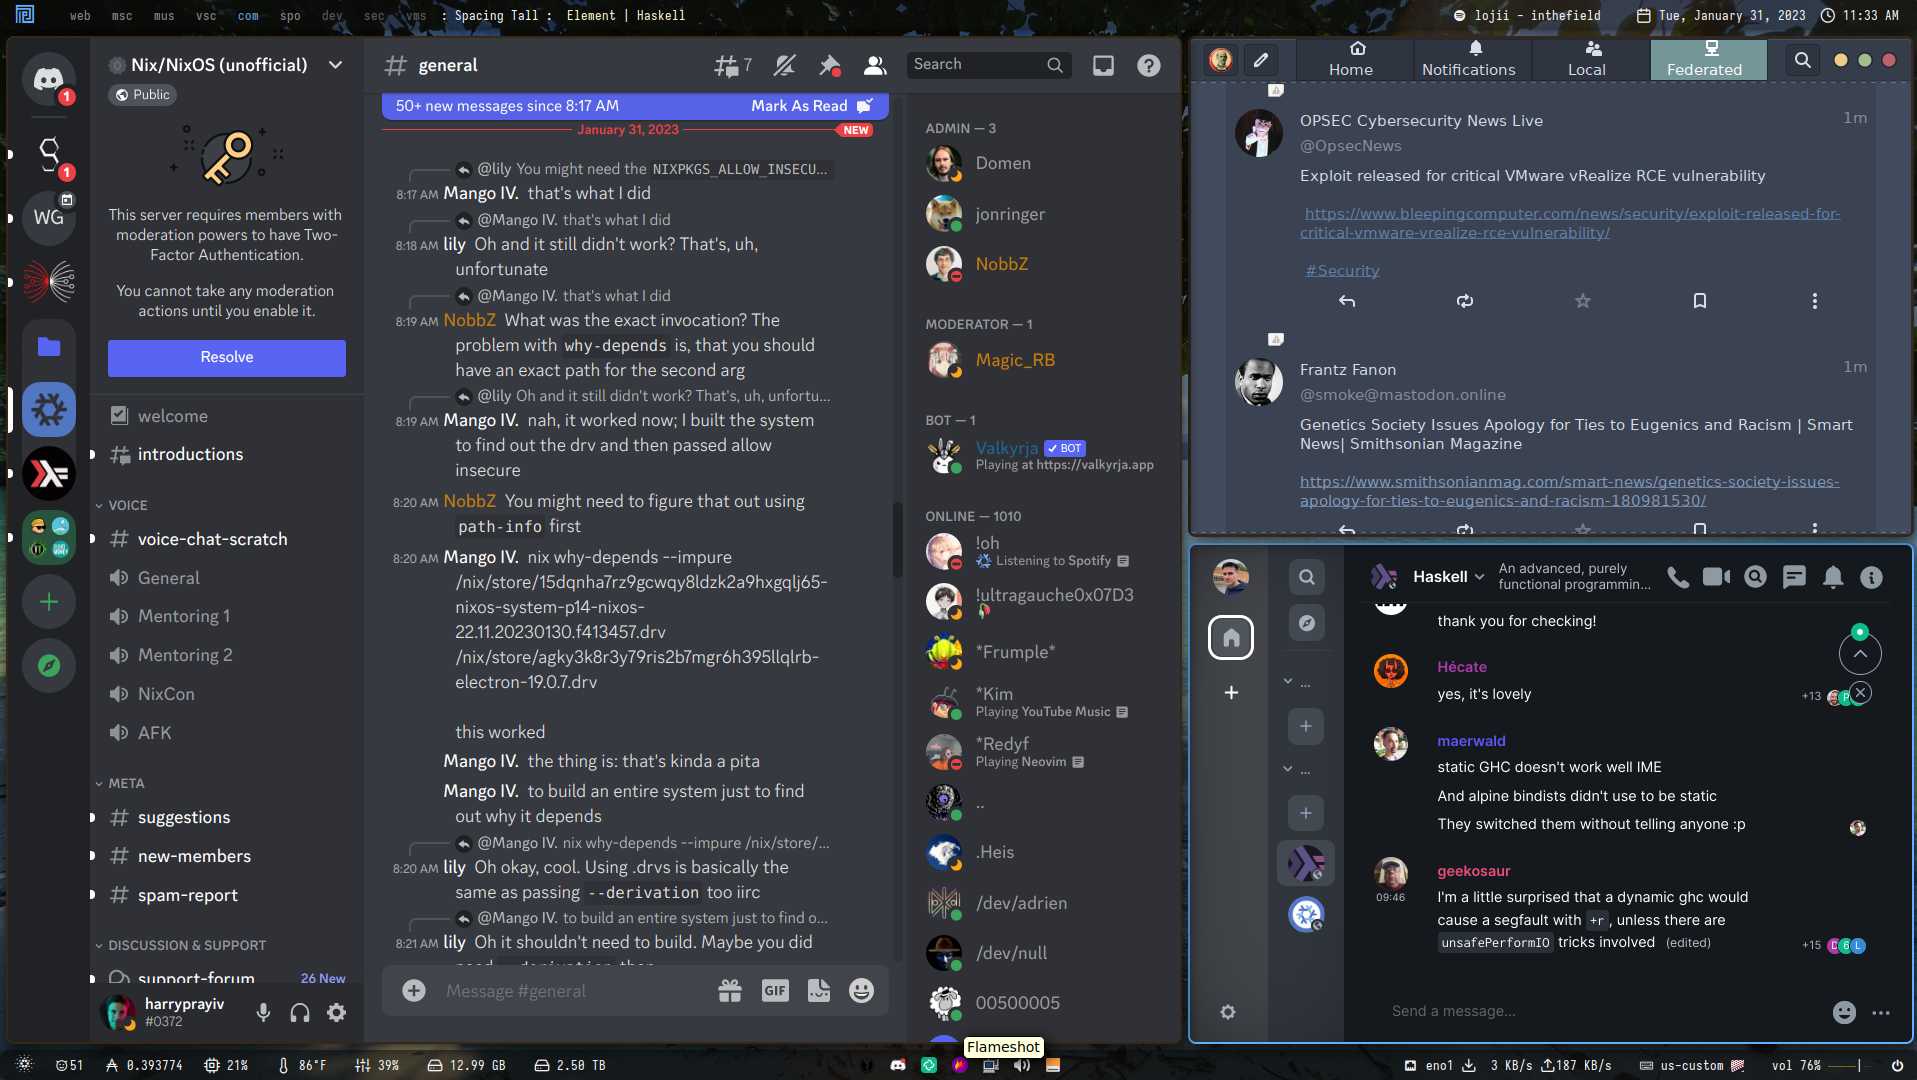 web msc mus vsc com spo dev sec vms : Spacing Tall : Element | Haskell
lojii - inthefield Tue, January 31, 2023 11:33 AM
1
1
WG
Nix/NixOS (unofficial)
Public
This server requires members with
moderation powers to have Two-
Factor Authentication.
You cannot take any moderation
actions until you enable it.
Resolve
welcome
introductions
VOICE
voice-chat-scratch
General
Mentoring 1
Mentoring 2
NixCon
AFK
META
suggestions
new-members
spam-report
DISCUSSION & SUPPORT
support-forum 26 New
harryprayiv
#0372
general
7
Search
50+ new messages since 8:17 AM Mark As Read
January 31, 2023 NEW
@lily You might need the NIXPKGS_ALLOW_INSECU...
8:17 AM Mango IV. that's what I did
@Mango IV. that's what I did
8:18 AM lily Oh and it still didn't work? That's, uh,
unfortunate
@Mango IV. that's what I did
8:19 AM NobbZ What was the exact invocation? The
problem with why-depends is, that you should
have an exact path for the second arg
@lily Oh and it still didn't work? That's, uh, unfortu...
8:19 AM Mango IV. nah, it worked now; I built the system
to find out the drv and then passed allow
insecure
8:20 AM NobbZ You might need to figure that out using
path-info first
8:20 AM Mango IV. nix why-depends --impure
/nix/store/15dqnha7rz9gcwqy8ldzk2a9hxgqlj65-
nixos-system-p14-nixos-
22.11.20230130.f413457.drv
/nix/store/agky3k8r3y79ris2b7mgr6h395llqlrb-
electron-19.0.7.drv
this worked
Mango IV. the thing is: that's kinda a pita
Mango IV. to build an entire system just to find
out why it depends
@Mango IV. nix why-depends --impure /nix/store/...
8:20 AM lily Oh okay, cool. Using .drvs is basically the
same as passing --derivation too iirc
@Mango IV. to build an entire system just to find o...
8:21 AM lily Oh it shouldn't need to build. Maybe you did
need --derivation then
Message #general
GIF
ADMIN — 3
Domen
jonringer
NobbZ
MODERATOR — 1
Magic_RB
BOT — 1
Valkyrja BOT
Playing at https://valkyrja.app
ONLINE — 1010
!oh
Listening to Spotify
!ultragauche0x07D3
*Frumple*
*Kim
Playing YouTube Music
*Redyf
Playing Neovim
..
.Heis
/dev/adrien
/dev/null
00500005
Home
Notifications
Local
Federated
OPSEC Cybersecurity News Live 1m
@OpsecNews
Exploit released for critical VMware vRealize RCE vulnerability
https://www.bleepingcomputer.com/news/security/exploit-released-for-
critical-vmware-vrealize-rce-vulnerability/
#Security
Frantz Fanon 1m
@smoke@mastodon.online
Genetics Society Issues Apology for Ties to Eugenics and Racism | Smart
News| Smithsonian Magazine
https://www.smithsonianmag.com/smart-news/genetics-society-issues-
apology-for-ties-to-eugenics-and-racism-180981530/
...
...
Haskell
An advanced, purely
functional programmin...
thank you for checking!
Hécate
yes, it's lovely
+13
maerwald
static GHC doesn't work well IME
And alpine bindists didn't use to be static
They switched them without telling anyone :p
geekosaur
09:46 I'm a little surprised that a dynamic ghc would
cause a segfault with +r, unless there are
unsafePerformIO tricks involved (edited)
+15 D 6 L
Send a message...
Flameshot
51 0.393774 21% 86°F 39% 12.99 GB 2.50 TB
eno1 3 KB/s 187 KB/s us-custom vol 76%